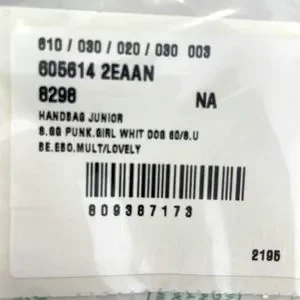 610 / 030 / 020 / 030 003
605614 2EAAN
8298 NA
HANDBAG JUNIOR
S.GG PUNK.GIRL WHIT DOG 60/S.U
BE.EBO.MULT/LOVELY
809387173
2195